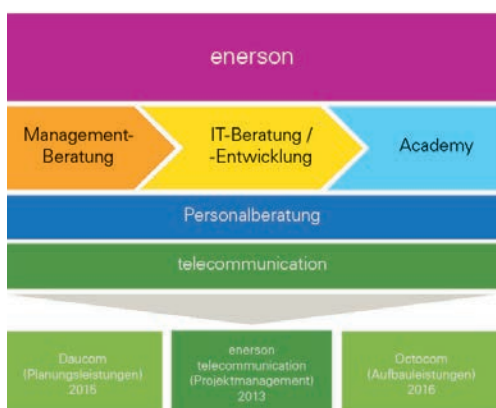 enerson
Management-
Beratung
IT-Beratung /
-Entwicklung
Academy
Personalberatung
telecommunication
Daucom
(Planungsleistungen)
2015
enerson
telecommunication
(Projektmanagement)
2013
Octocom
(Aufbauleistungen)
2016